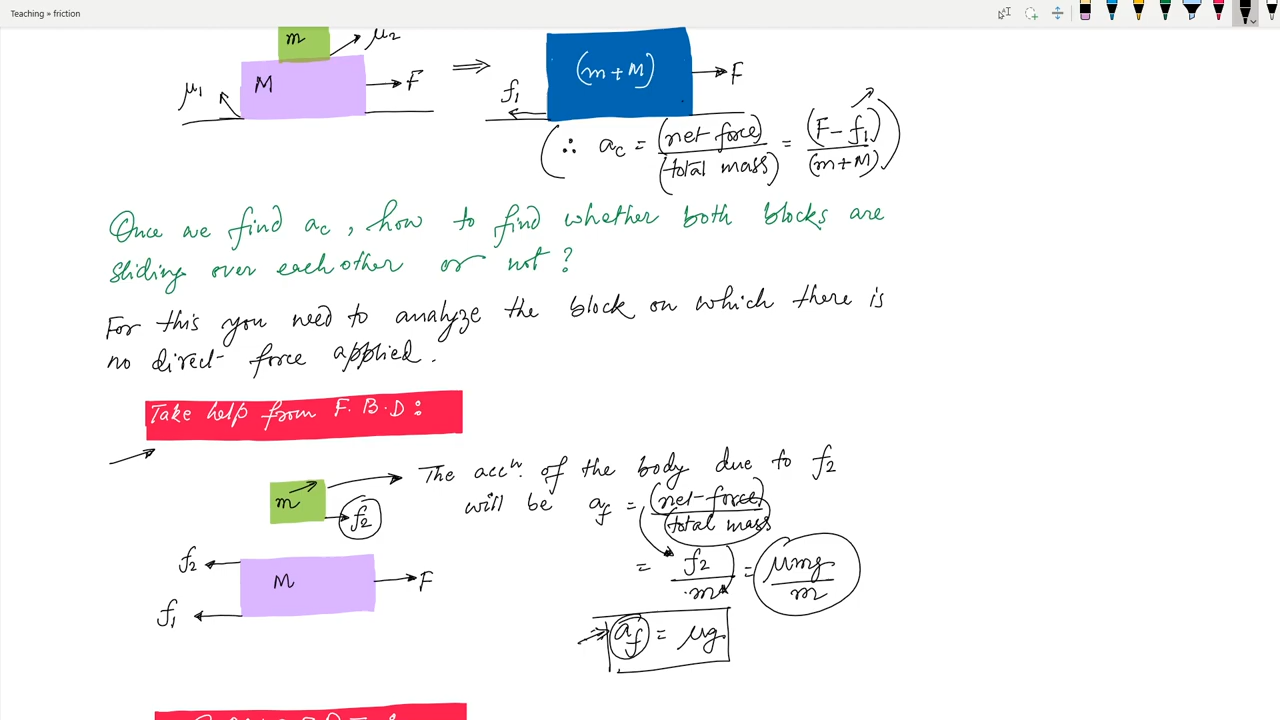 Teaching > friction
m
μ2
M
F
μ1
(m+M)
F
f1
∴ ac = (net force)/(total mass) = (F - f1)/(m+M)
Once we find ac, how to find whether both blocks are
sliding over each other or not?
For this you need to analyze the block on which there is
no direct force applied.
Take help from F.B.D:
m
f2
The accn. of the body due to f2
will be af = (net-force)/(total mass)
f2
M
F
f1
= f2/m = μmg/m
af = μg